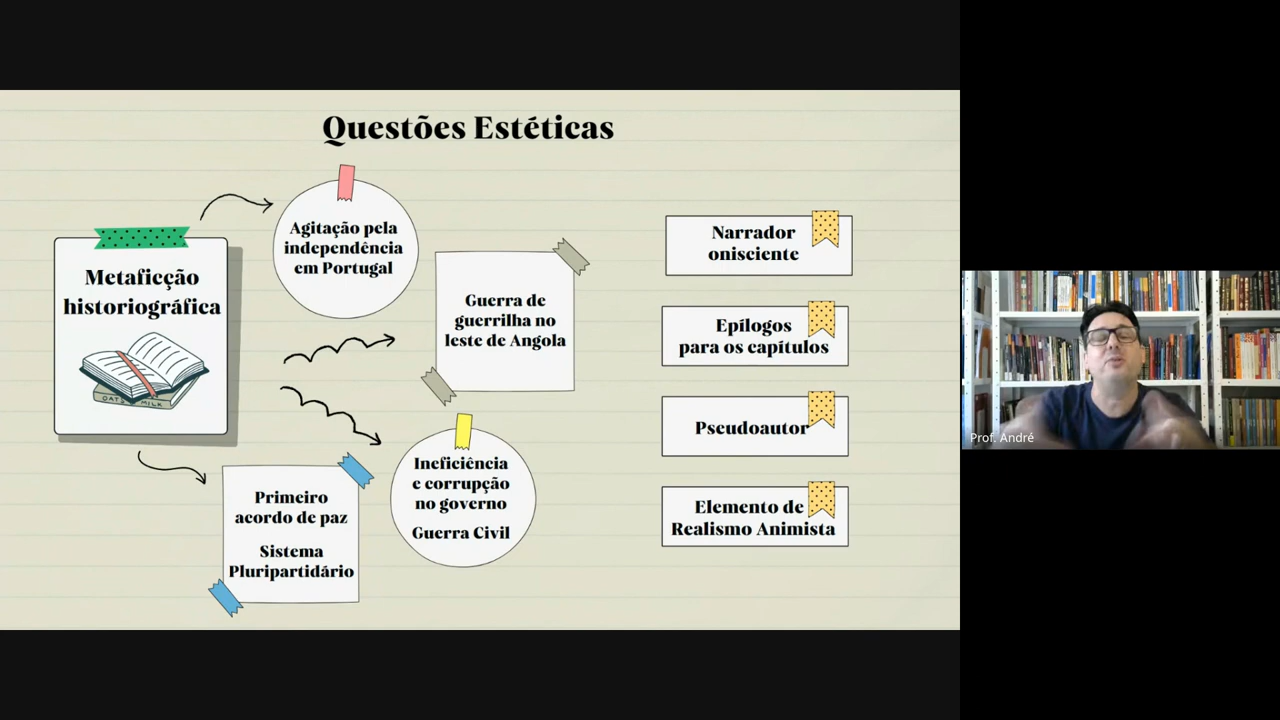 Questões Estéticas
Metaficção
historiográfica
OATS MILK
Agitação pela
independência
em Portugal
Guerra de
guerrilha no
leste de Angola
Ineficiência
e corrupção
no governo
Guerra Civil
Primeiro
acordo de paz
Sistema
Pluripartidário
Narrador
onisciente
Epílogos
para os capítulos
Pseudoautor
Elemento de
Realismo Animista
Prof. André